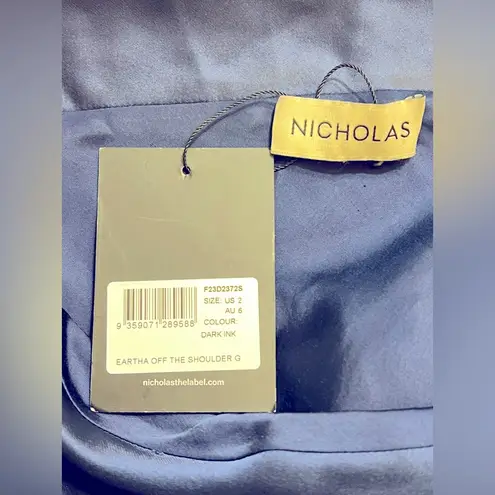 NICHOLAS
F23D2372S
SIZE: US 2
AU 6
COLOUR:
DARK INK
9 359071 289588
EARTHA OFF THE SHOULDER G
nicholasthelabel.com